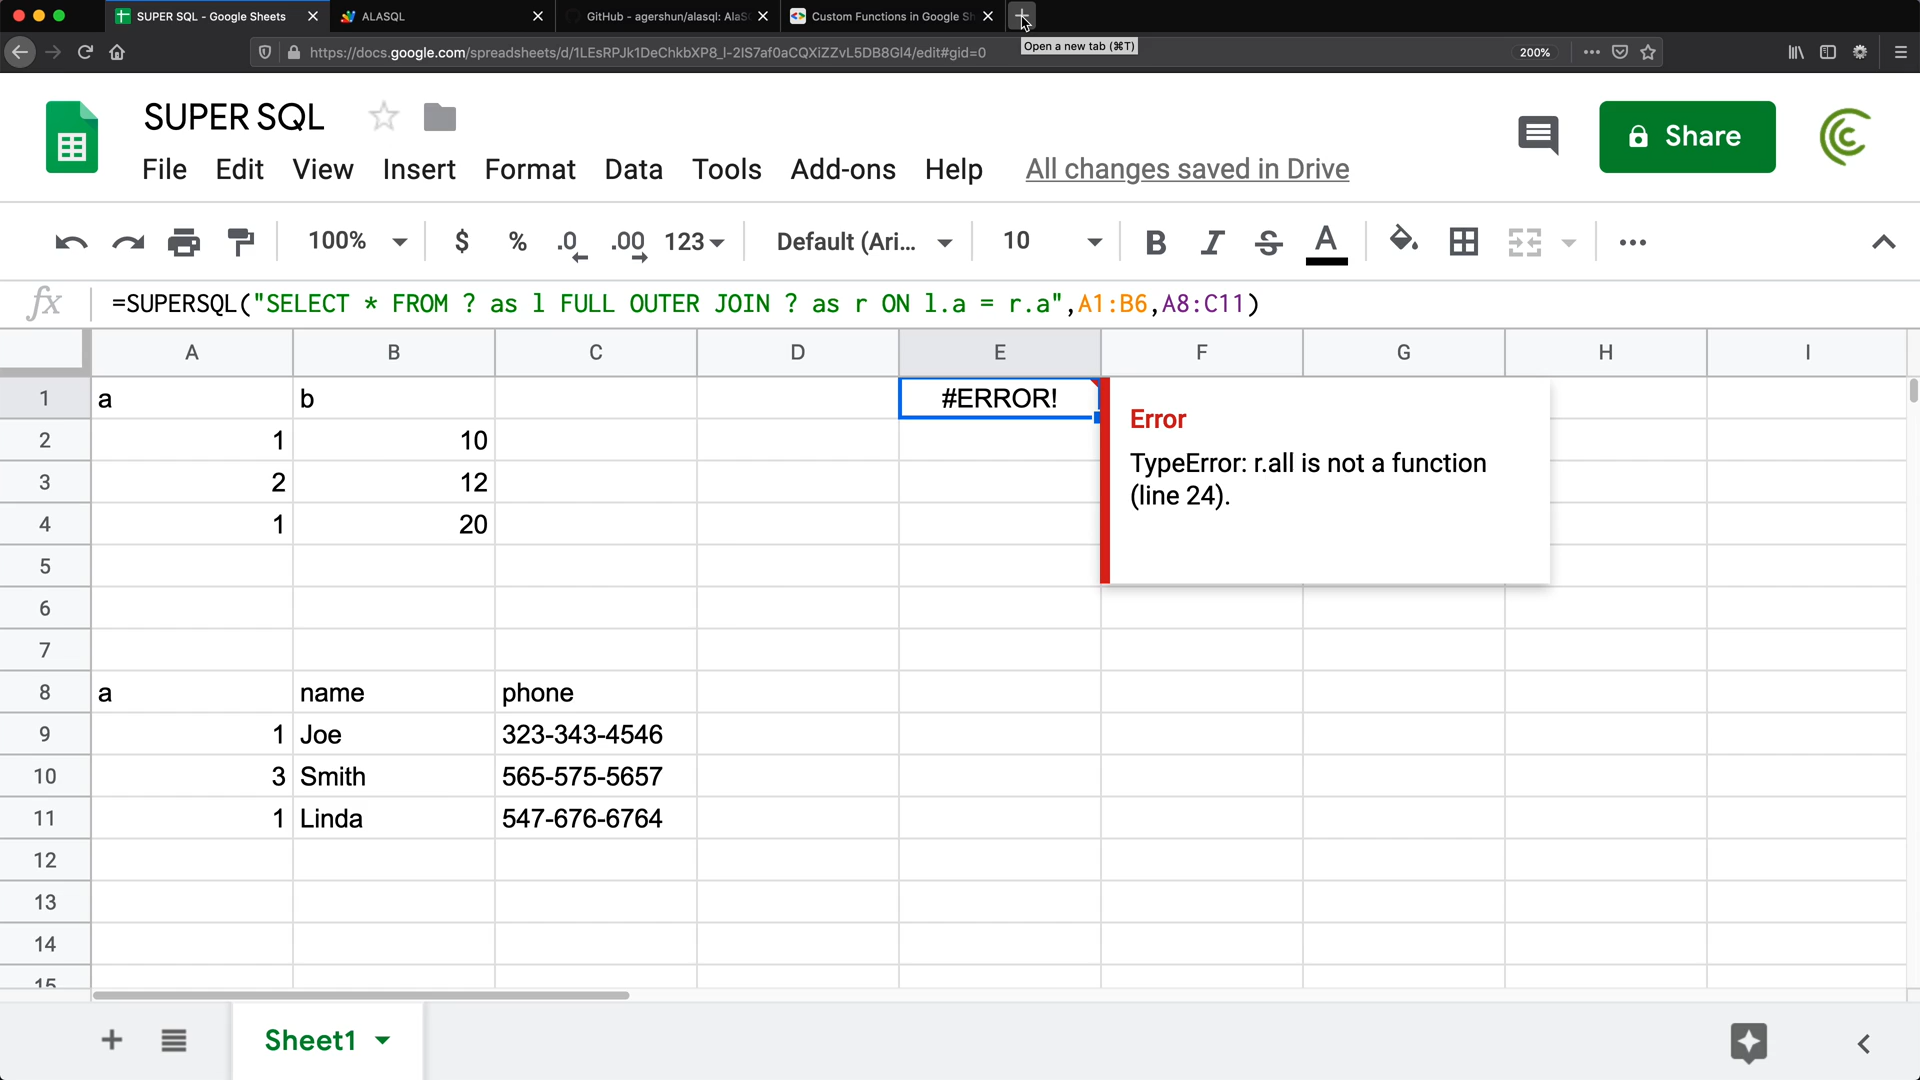 SUPER SQL - Google Sheets
ALASQL
GitHub - agershun/alasql: AlaS
Custom Functions in Google Sh
Open a new tab (⌘T)
https://docs.google.com/spreadsheets/d/1LEsRPJk1DeChkbXP8_l-2IS7af0aCQXiZZvL5DB8GI4/edit#gid=0
200%
SUPER SQL
Share
File Edit View Insert Format Data Tools Add-ons Help All changes saved in Drive
100% $ % .0 .00 123 Default (Ari... 10 B I S A
fx =SUPERSQL("SELECT * FROM ? as l FULL OUTER JOIN ? as r ON l.a = r.a",A1:B6,A8:C11)
A B C D E F G H I
1 a b #ERROR!
Error
2 1 10
TypeError: r.all is not a function
3 2 12
(line 24).
4 1 20
5
6
7
8 a name phone
9 1 Joe 323-343-4546
10 3 Smith 565-575-5657
11 1 Linda 547-676-6764
12
13
14
15
Sheet1